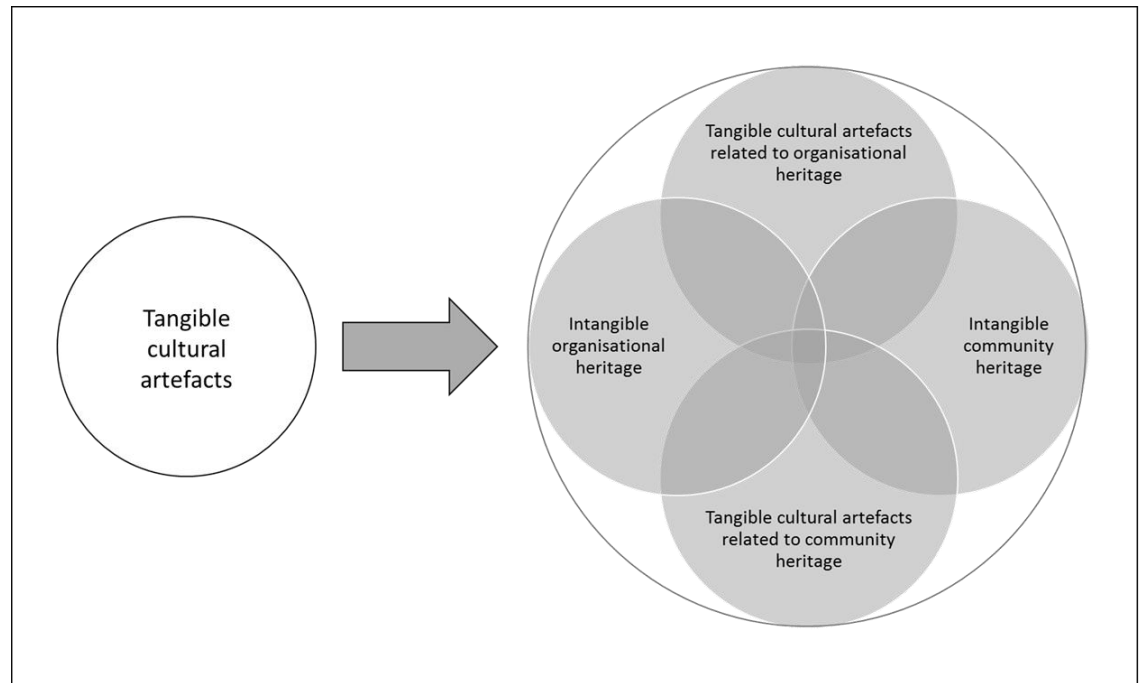 Tangible
cultural
artefacts
Tangible cultural artefacts
related to organisational
heritage
Intangible
organisational
heritage
Intangible
community
heritage
Tangible cultural artefacts
related to community
heritage